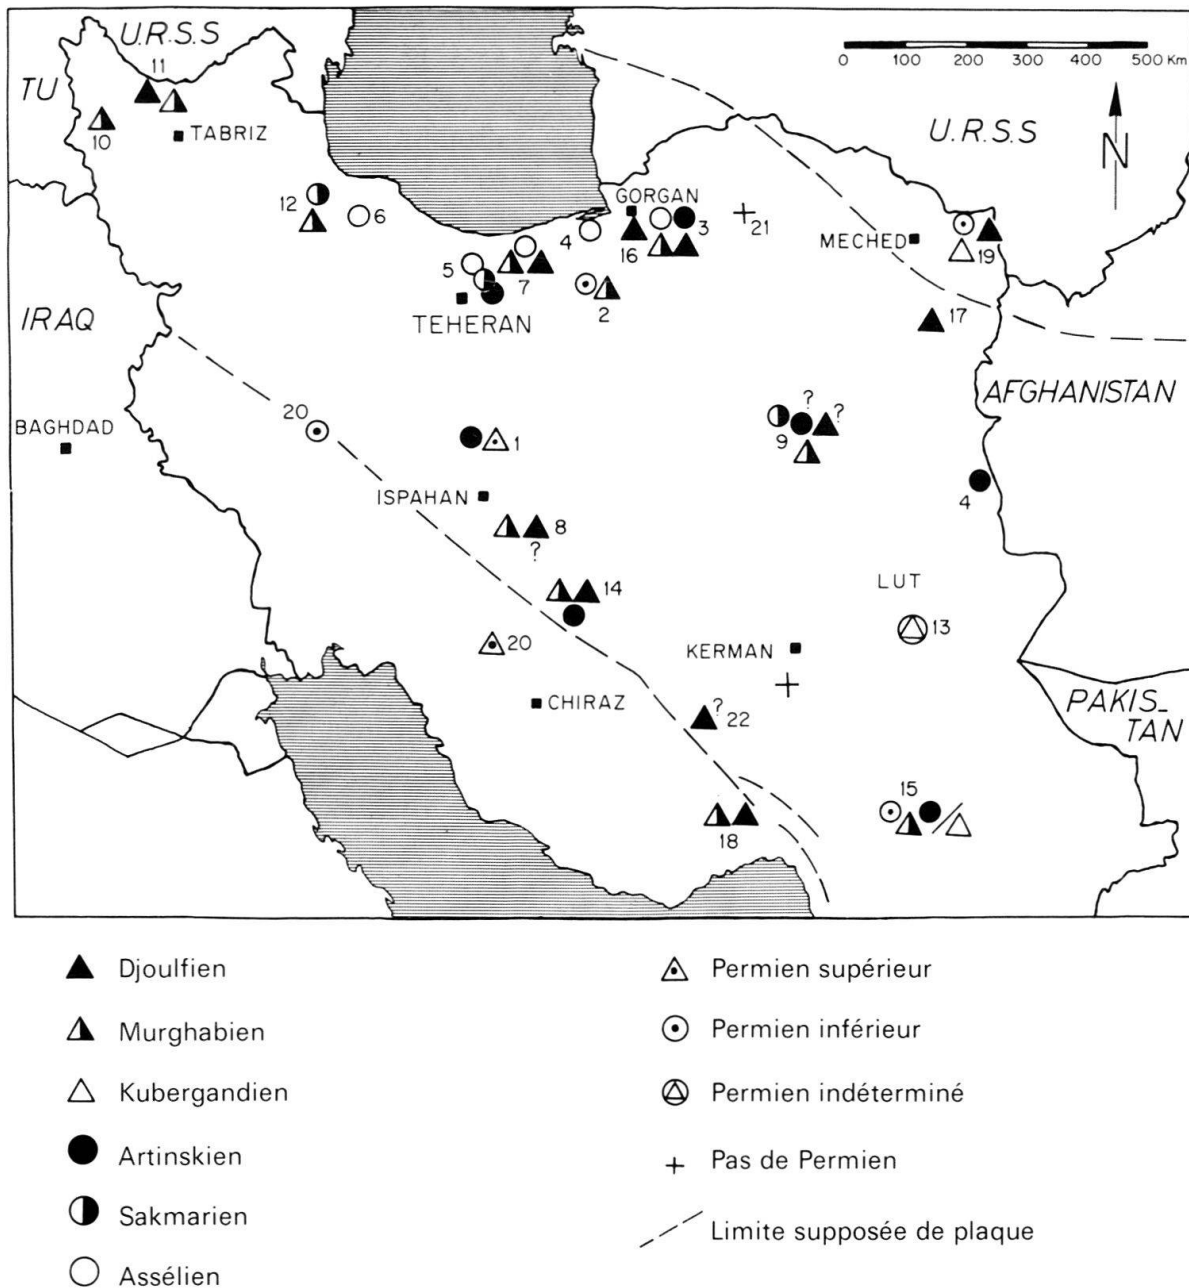 U.R.S.S
11
TU
10
TABRIZ
0 100 200 300 400 500 Km
N
U.R.S.S
12
6
GORGAN
4
16
3
21
MECHED
19
5
7
2
TEHERAN
17
IRAQ
AFGHANISTAN
20
BAGHDAD
1
? ?
9
ISPAHAN
4
8
?
LUT
14
13
20
KERMAN
CHIRAZ
?
22
PAKIS_
TAN
15
18
Djoulfien
Murghabien
Kubergandien
Artinskien
Sakmarien
Assélien
Permien supérieur
Permien inférieur
Permien indéterminé
Pas de Permien
Limite supposée de plaque